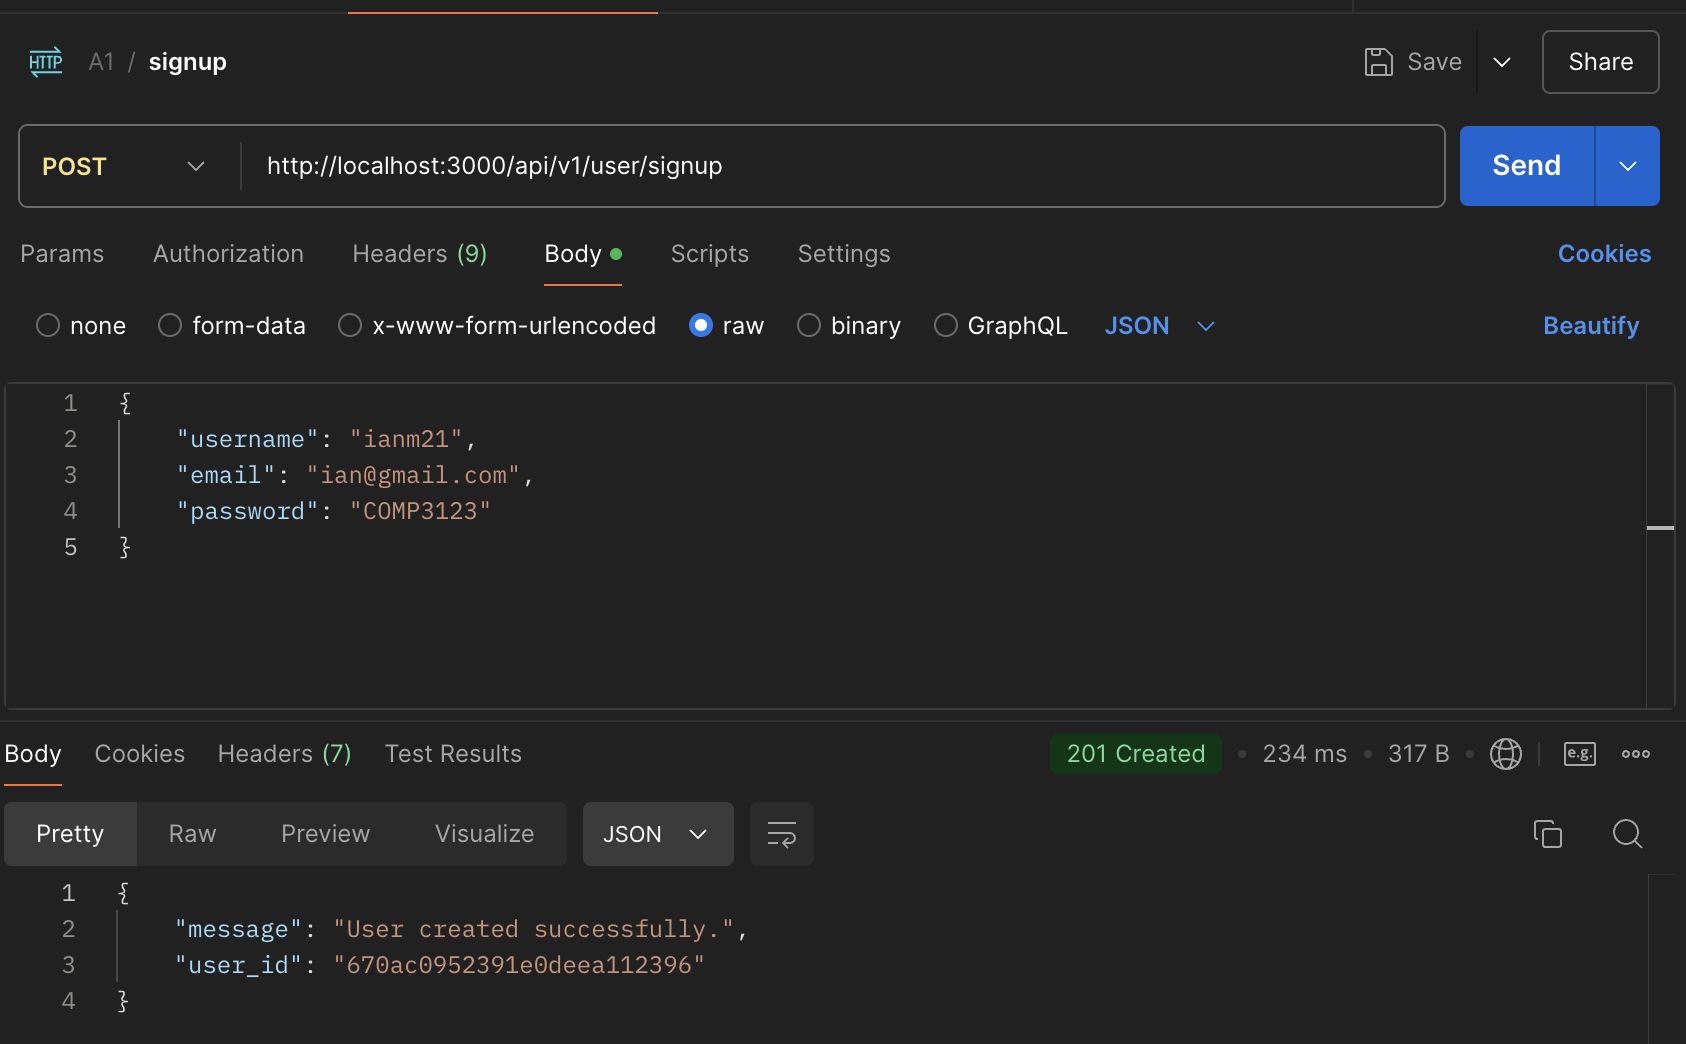 HTTP A1 / signup Save Share
POST http://localhost:3000/api/v1/user/signup Send
Params Authorization Headers (9) Body Scripts Settings Cookies
none form-data x-www-form-urlencoded raw binary GraphQL JSON Beautify
1 {
2 "username": "ianm21",
3 "email": "ian@gmail.com",
4 "password": "COMP3123"
5 }
Body Cookies Headers (7) Test Results 201 Created • 234 ms • 317 B • e.g.
Pretty Raw Preview Visualize JSON
1 {
2 "message": "User created successfully.",
3 "user_id": "670ac0952391e0deea112396"
4 }